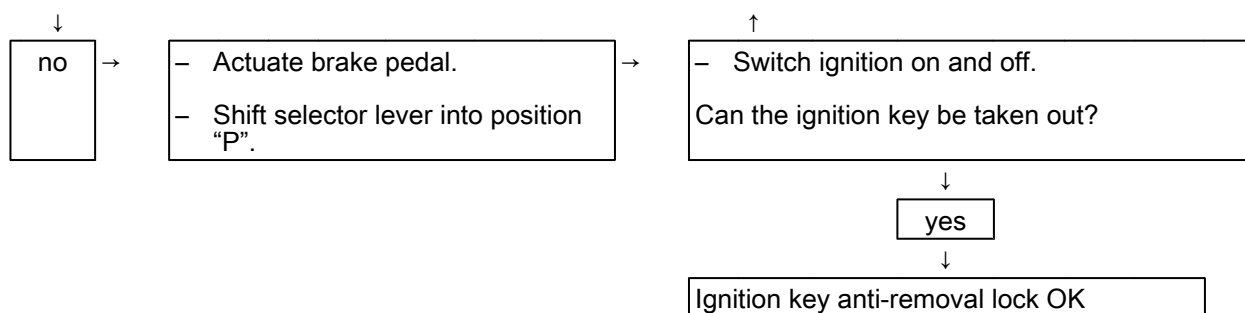 ↓
↑
no → – Actuate brake pedal. → – Switch ignition on and off.
– Shift selector lever into position Can the ignition key be taken out?
“P”.
↓
yes
↓
Ignition key anti-removal lock OK